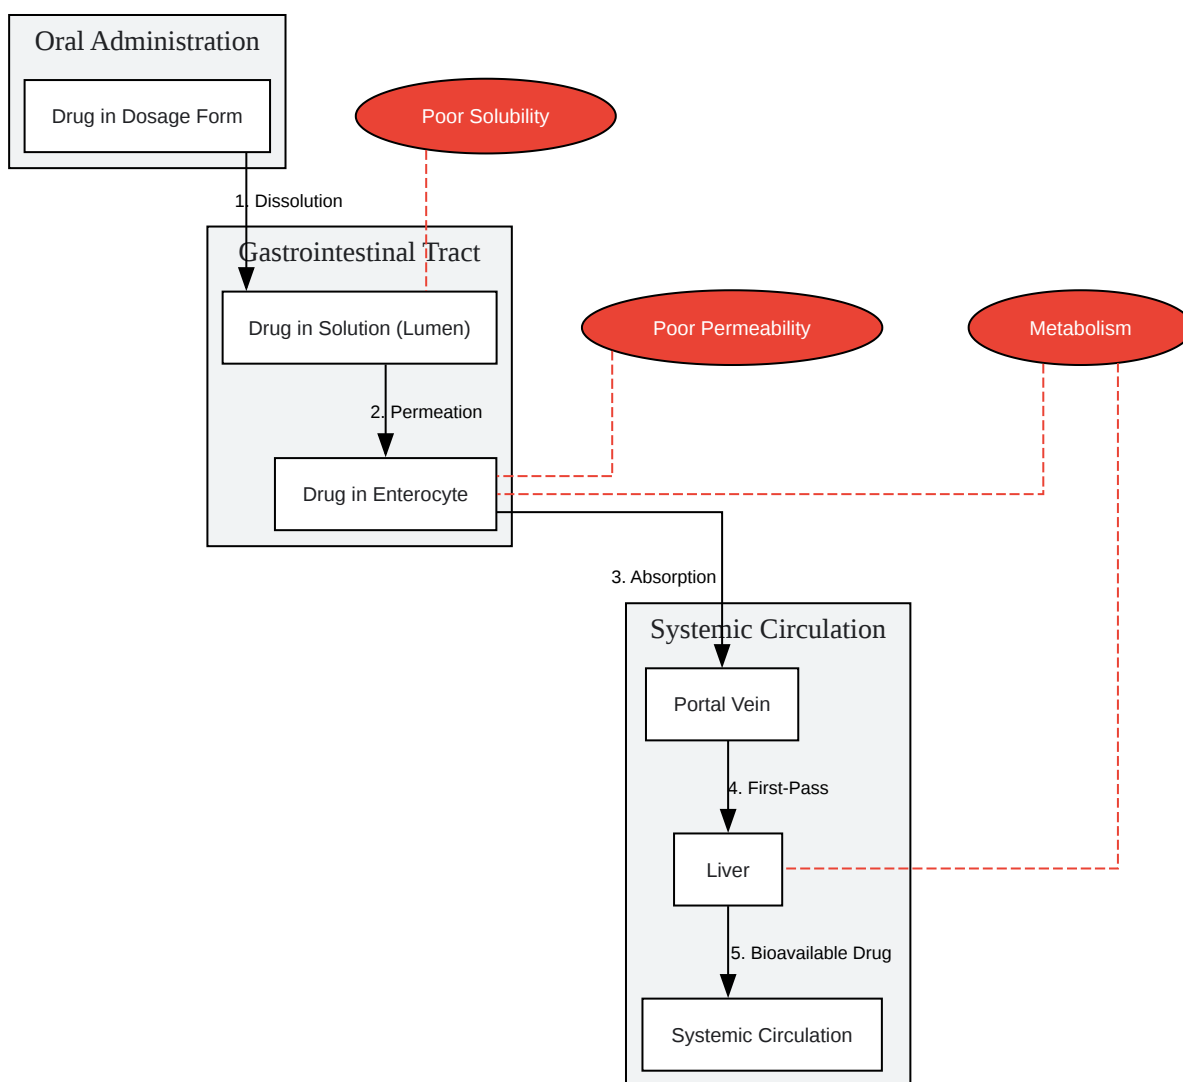 Oral Administration
Drug in Dosage Form
Poor Solubility
1. Dissolution
Gastrointestinal Tract
Drug in Solution (Lumen)
Poor Permeability
Metabolism
2. Permeation
Drug in Enterocyte
3. Absorption
Systemic Circulation
Portal Vein
4. First-Pass
Liver
5. Bioavailable Drug
Systemic Circulation